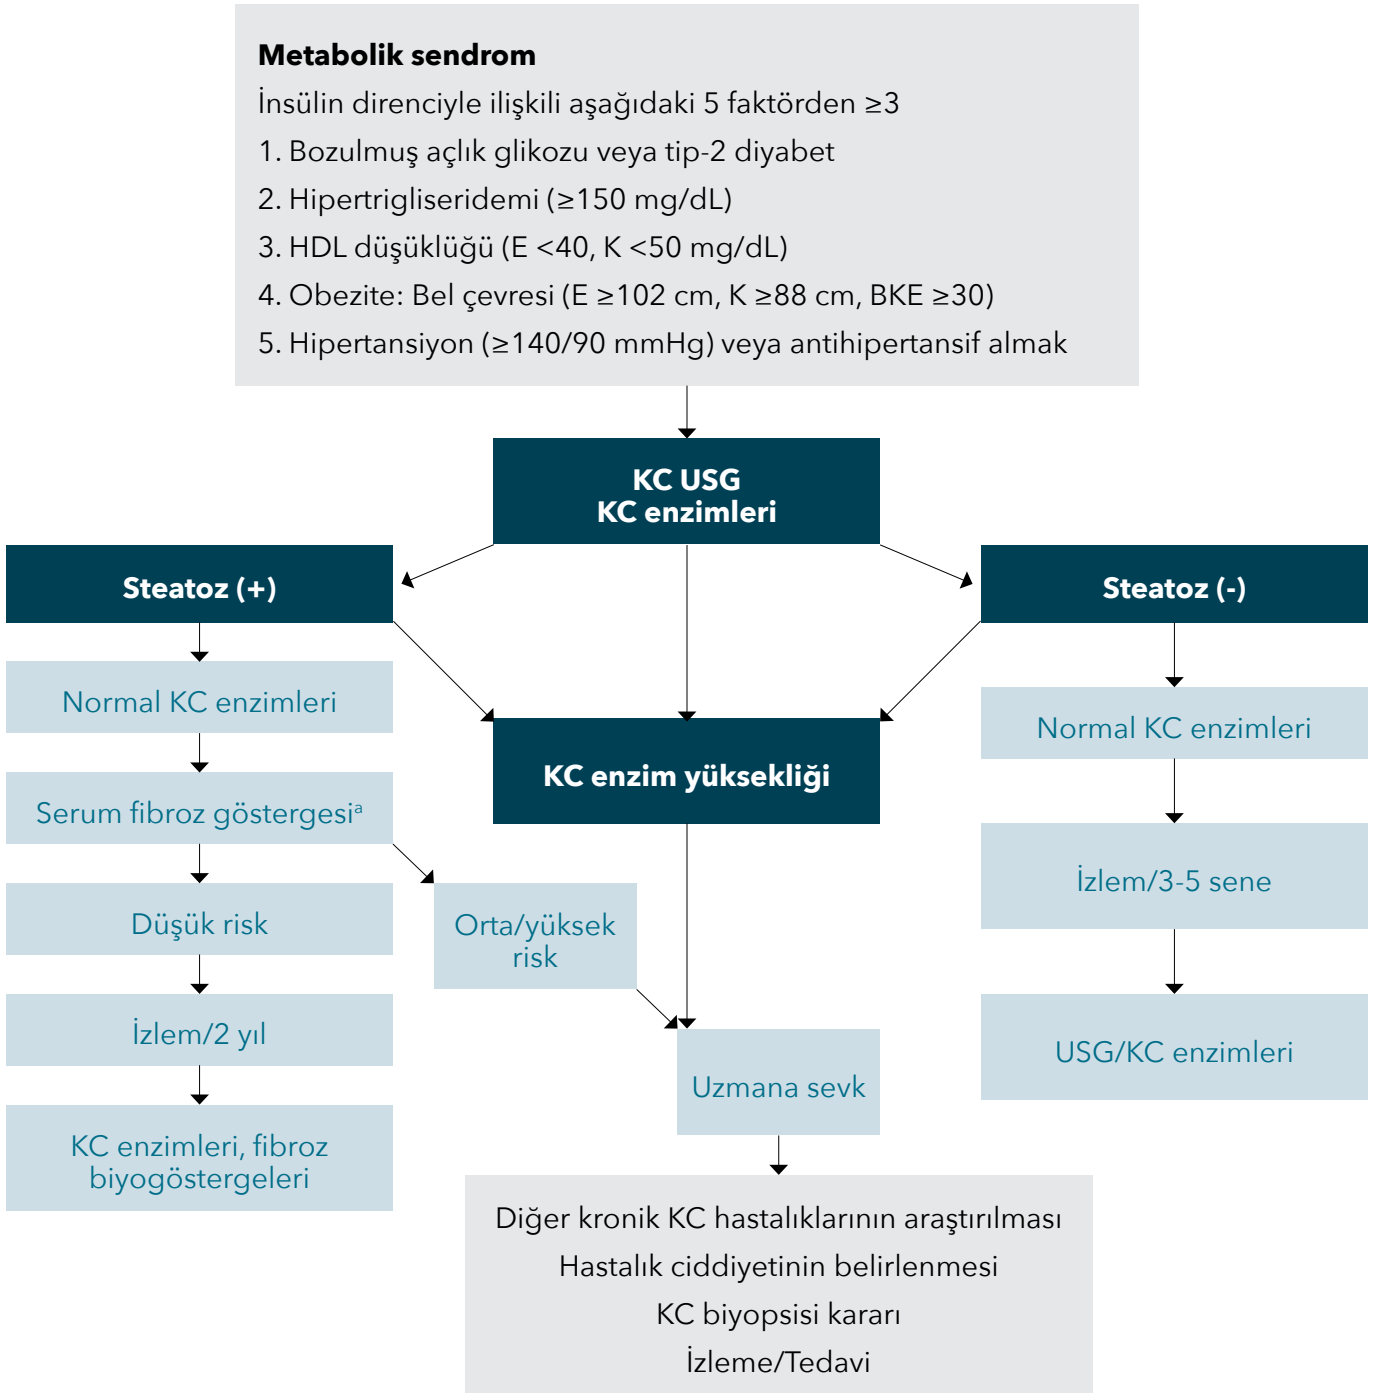 Metabolik sendrom
İnsülin direnciyle ilişkili aşağıdaki 5 faktörden ≥3
1. Bozulmuş açlık glikozu veya tip-2 diyabet
2. Hipertrigliseridemi (≥150 mg/dL)
3. HDL düşüklüğü (E <40, K <50 mg/dL)
4. Obezite: Bel çevresi (E ≥102 cm, K ≥88 cm, BKE ≥30)
5. Hipertansiyon (≥140/90 mmHg) veya antihipertansif almak
KC USG
KC enzimleri
Steatoz (+)
Steatoz (-)
Normal KC enzimleri
Normal KC enzimleri
KC enzim yüksekliği
Serum fibroz göstergesiᵃ
İzlem/3-5 sene
Düşük risk
Orta/yüksek
risk
İzlem/2 yıl
USG/KC enzimleri
Uzmana sevk
KC enzimleri, fibroz
biyogöstergeleri
Diğer kronik KC hastalıklarının araştırılması
Hastalık ciddiyetinin belirlenmesi
KC biyopsisi kararı
İzleme/Tedavi